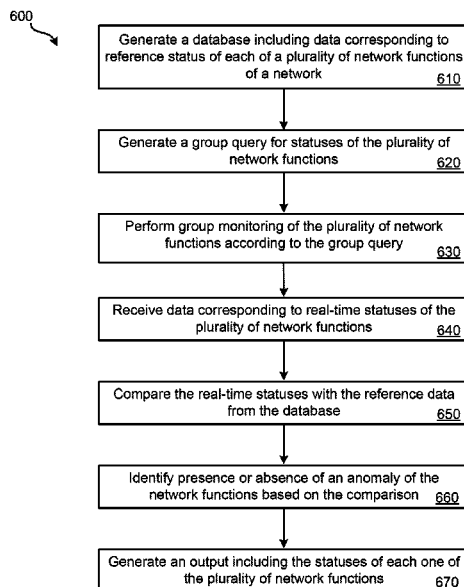 600
Generate a database including data corresponding to
reference status of each of a plurality of network functions
of a network
610
Generate a group query for statuses of the plurality of
network functions
620
Perform group monitoring of the plurality of network
functions according to the group query
630
Receive data corresponding to real-time statuses of the
plurality of network functions
640
Compare the real-time statuses with the reference data
from the database
650
Identify presence or absence of an anomaly of the
network functions based on the comparison
660
Generate an output including the statuses of each one of
the plurality of network functions
670